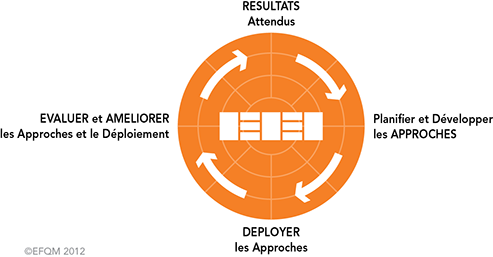 RESULTATS
Attendus
EVALUER et AMELIORER
les Approches et le Déploiement
Planifier et Développer
les APPROCHES
DEPLOYER
les Approches
©EFQM 2012